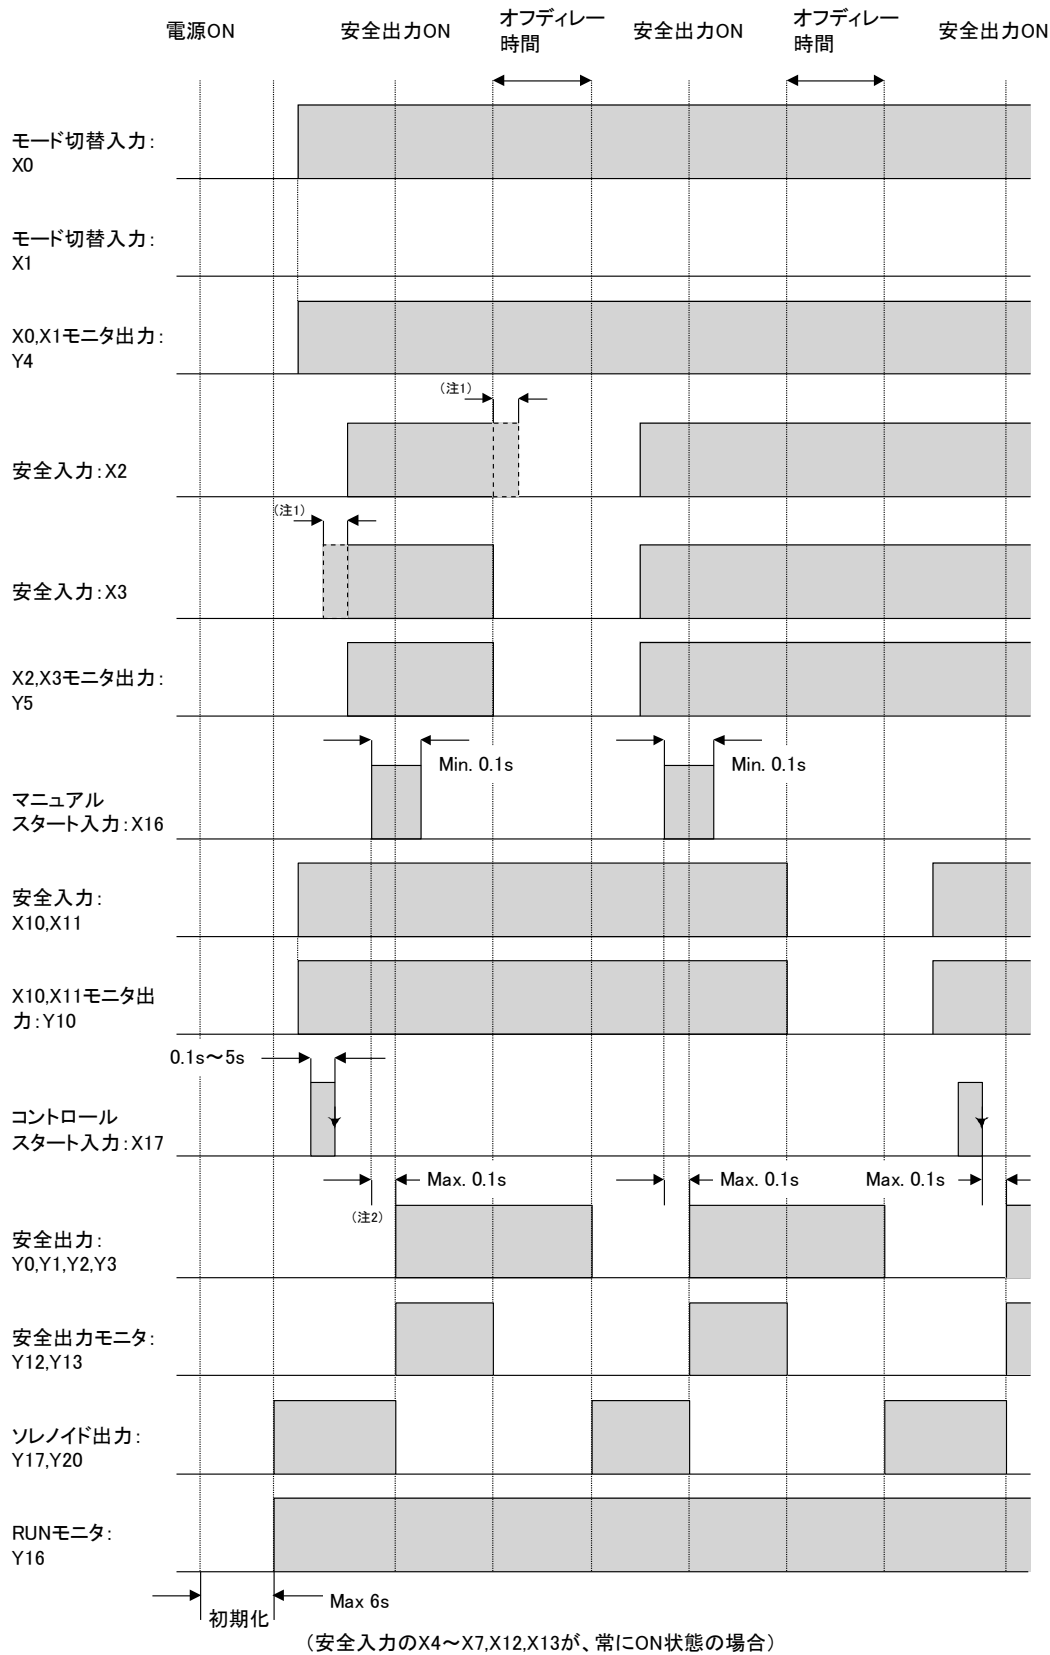 電源ON
安全出力ON
オフディレー
時間
安全出力ON
オフディレー
時間
安全出力ON
モード切替入力:
X0
モード切替入力:
X1
X0,X1モニタ出力:
Y4
(注1)
安全入力:X2
(注1)
安全入力:X3
X2,X3モニタ出力:
Y5
Min. 0.1s
Min. 0.1s
マニュアル
スタート入力:X16
安全入力:
X10,X11
X10,X11モニタ出
力:Y10
0.1s～5s
コントロール
スタート入力:X17
Max. 0.1s
Max. 0.1s
Max. 0.1s
(注2)
安全出力:
Y0,Y1,Y2,Y3
安全出力モニタ:
Y12,Y13
ソレノイド出力:
Y17,Y20
RUNモニタ:
Y16
Max 6s
初期化
(安全入力のX4～X7,X12,X13が、常にON状態の場合)